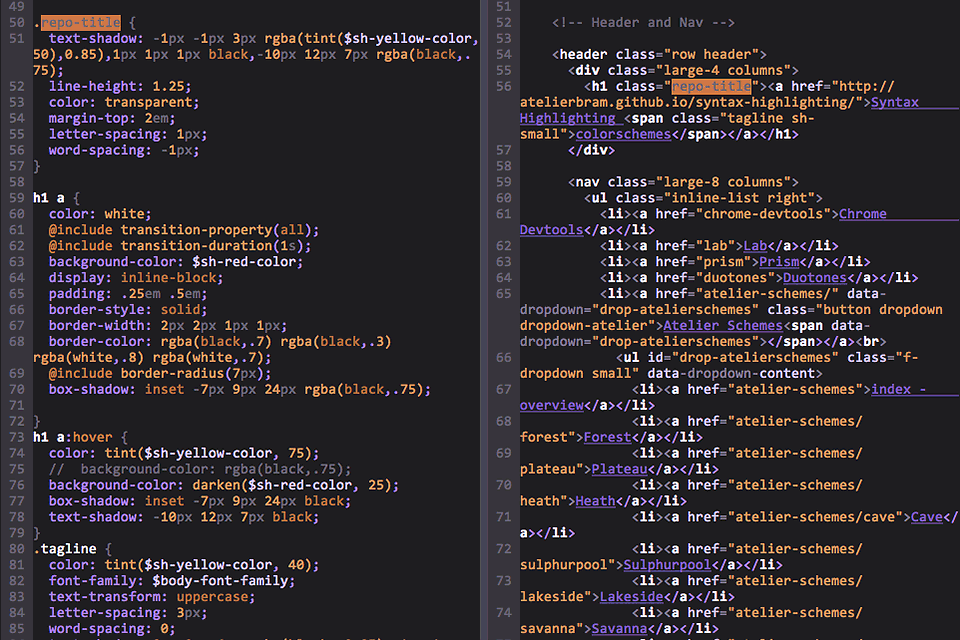 49
50 .repo-title {
51 text-shadow: -1px -1px 3px rgba(tint($sh-yellow-color,
50),0.85),1px 1px 1px black,-10px 12px 7px rgba(black,.
75);
52 line-height: 1.25;
53 color: transparent;
54 margin-top: 2em;
55 letter-spacing: 1px;
56 word-spacing: -1px;
57 }
58
59 h1 a {
60 color: white;
61 @include transition-property(all);
62 @include transition-duration(1s);
63 background-color: $sh-red-color;
64 display: inline-block;
65 padding: .25em .5em;
66 border-style: solid;
67 border-width: 2px 2px 1px 1px;
68 border-color: rgba(black,.7) rgba(black,.3)
rgba(white,.8) rgba(white,.7);
69 @include border-radius(7px);
70 box-shadow: inset -7px 9px 24px rgba(black,.75);
71
72 }
73 h1 a:hover {
74 color: tint($sh-yellow-color, 75);
75 // background-color: rgba(black,.75);
76 background-color: darken($sh-red-color, 25);
77 box-shadow: inset -7px 9px 24px black;
78 text-shadow: -10px 12px 7px black;
79 }
80 .tagline {
81 color: tint($sh-yellow-color, 40);
82 font-family: $body-font-family;
83 text-transform: uppercase;
84 letter-spacing: 3px;
85 word-spacing: 0;
51
52 <!-- Header and Nav -->
53
54 <header class="row header">
55 <div class="large-4 columns">
56 <h1 class="repo-title"><a href="http://
atelierbram.github.io/syntax-highlighting/">Syntax
Highlighting <span class="tagline sh-
small">colorschemes</span></a></h1>
57 </div>
58
59 <nav class="large-8 columns">
60 <ul class="inline-list right">
61 <li><a href="chrome-devtools">Chrome
Devtools</a></li>
62 <li><a href="lab">Lab</a></li>
63 <li><a href="prism">Prism</a></li>
64 <li><a href="duotones">Duotones</a></li>
65 <li><a href="atelier-schemes/" data-
dropdown="drop-atelierschemes" class="button dropdown
dropdown-atelier">Atelier Schemes<span data-
dropdown="drop-atelierschemes"></span></a><br>
66 <ul id="drop-atelierschemes" class="f-
dropdown small" data-dropdown-content>
67 <li><a href="atelier-schemes">index -
overview</a></li>
68 <li><a href="atelier-schemes/
forest">Forest</a></li>
69 <li><a href="atelier-schemes/
plateau">Plateau</a></li>
70 <li><a href="atelier-schemes/
heath">Heath</a></li>
71 <li><a href="atelier-schemes/cave">Cave</
a></li>
72 <li><a href="atelier-schemes/
sulphurpool">Sulphurpool</a></li>
73 <li><a href="atelier-schemes/
lakeside">Lakeside</a></li>
74 <li><a href="atelier-schemes/
savanna">Savanna</a></li>